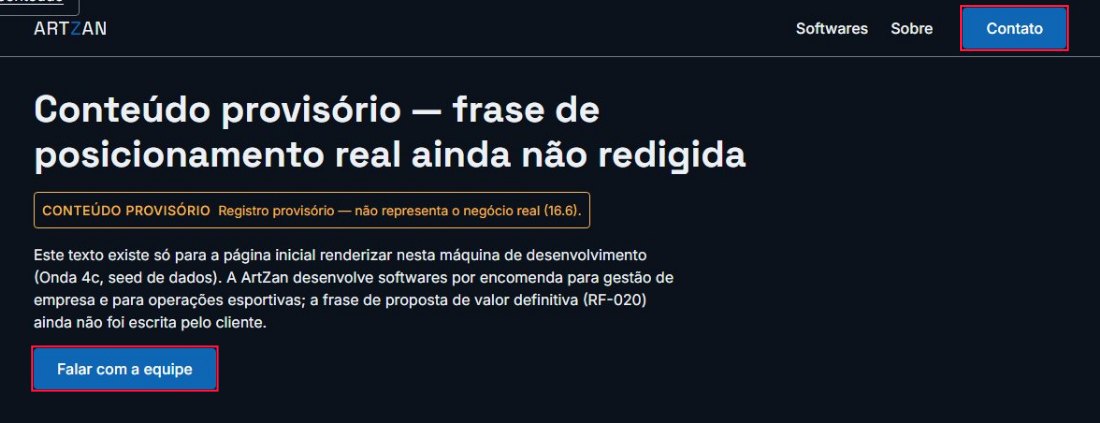 ARTZAN
Softwares
Sobre
Contato
Conteúdo provisório — frase de
posicionamento real ainda não redigida
CONTEÚDO PROVISÓRIO Registro provisório — não representa o negócio real (16.6).
Este texto existe só para a página inicial renderizar nesta máquina de desenvolvimento
(Onda 4c, seed de dados). A ArtZan desenvolve softwares por encomenda para gestão de
empresa e para operações esportivas; a frase de proposta de valor definitiva (RF-020)
ainda não foi escrita pelo cliente.
Falar com a equipe